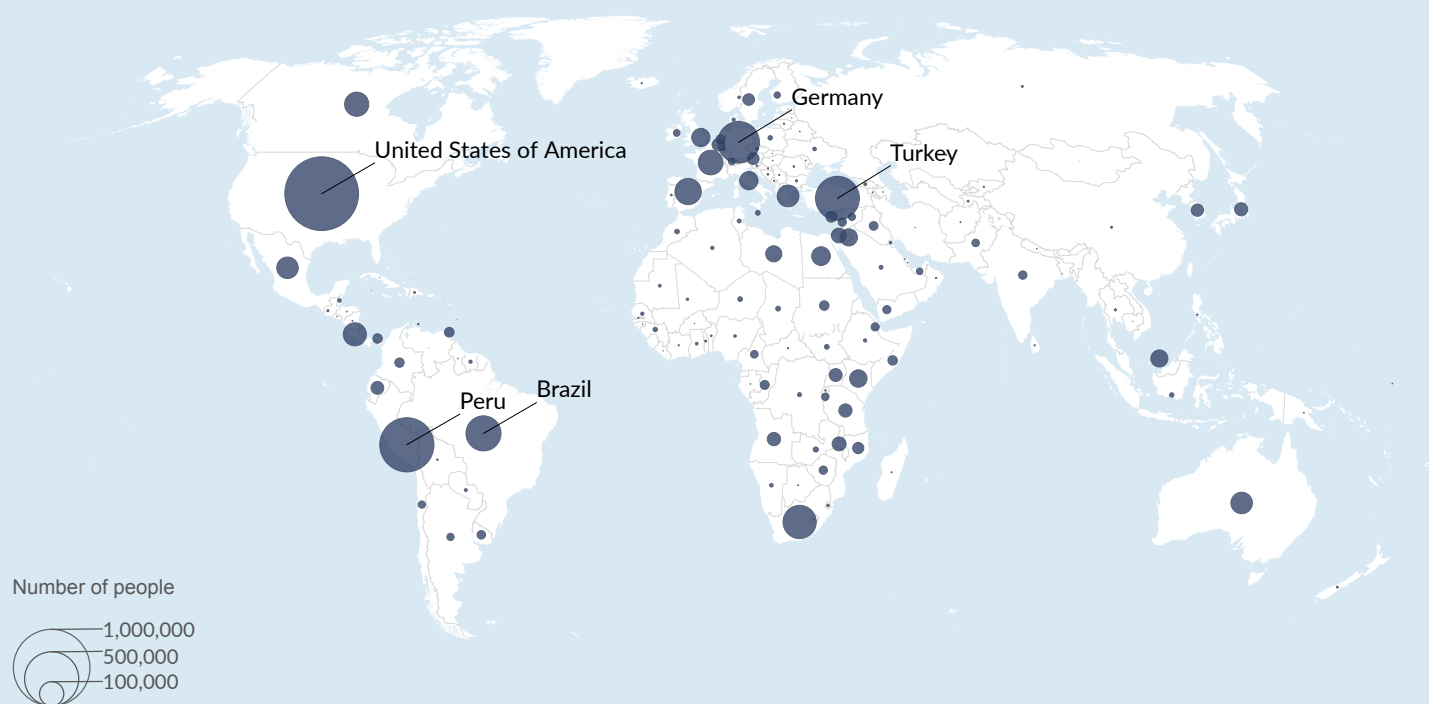 Germany
United States of America
Turkey
Brazil
Peru
Number of people
1,000,000
500,000
100,000